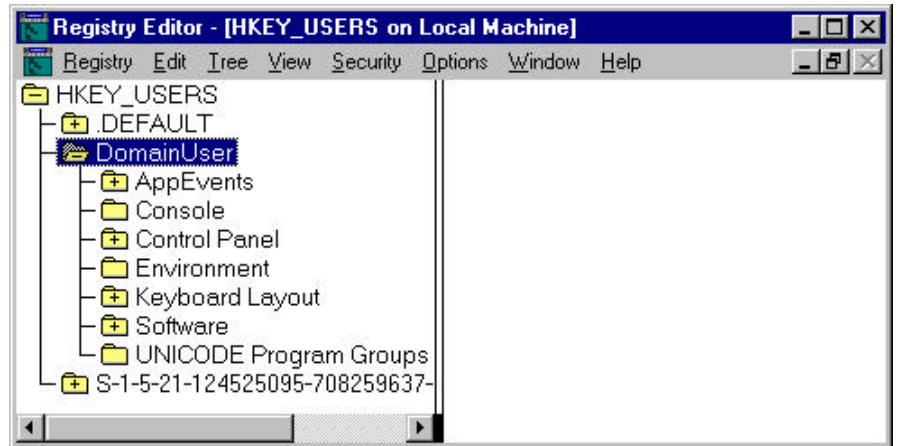 Registry Editor - [HKEY_USERS on Local Machine]
Registry Edit Tree View Security Options Window Help
HKEY_USERS
.DEFAULT
DomainUser
AppEvents
Console
Control Panel
Environment
Keyboard Layout
Software
UNICODE Program Groups
S-1-5-21-124525095-708259637-